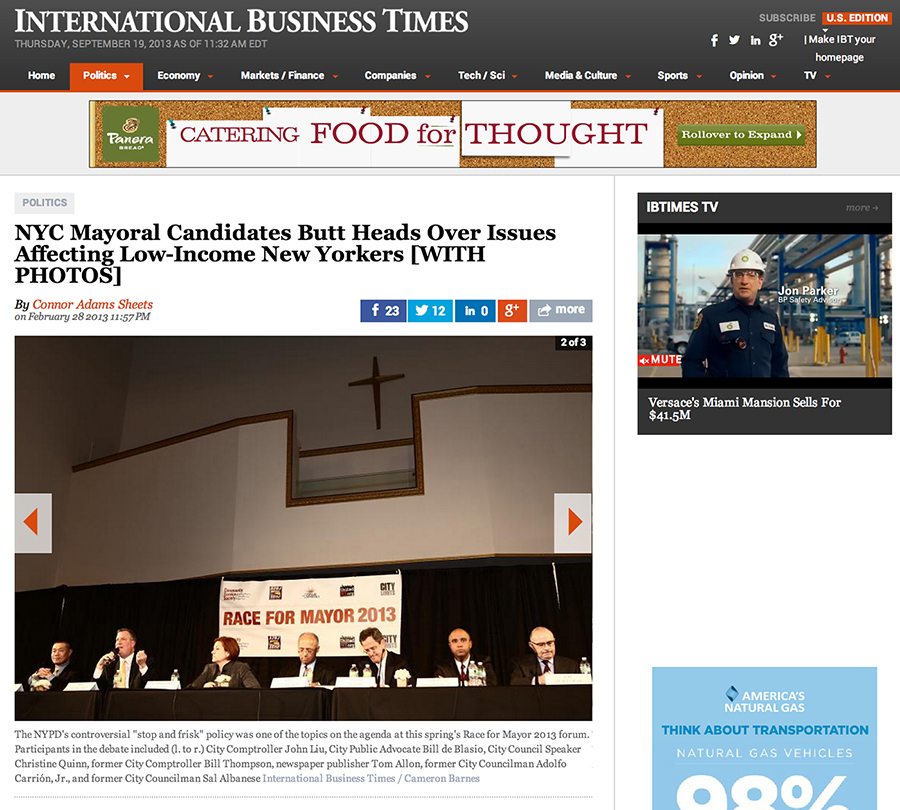 INTERNATIONAL BUSINESS TIMES
THURSDAY, SEPTEMBER 19, 2013 AS OF 11:32 AM EDT
SUBSCRIBE U.S. EDITION
| Make IBT your
homepage
Home Politics Economy Markets / Finance Companies Tech / Sci Media & Culture Sports Opinion TV
Panera
BREAD®
CATERING FOOD for THOUGHT
Rollover to Expand
POLITICS
NYC Mayoral Candidates Butt Heads Over Issues
Affecting Low-Income New Yorkers [WITH
PHOTOS]
By Connor Adams Sheets
on February 28 2013 11:57 PM
23 12 in 0 g+ more
2 of 3
CITY
LIMITS
RACE FOR MAYOR 2013
The NYPD's controversial "stop and frisk" policy was one of the topics on the agenda at this spring's Race for Mayor 2013 forum.
Participants in the debate included (l. to r.) City Comptroller John Liu, City Public Advocate Bill de Blasio, City Council Speaker
Christine Quinn, former City Comptroller Bill Thompson, newspaper publisher Tom Allon, former City Councilman Adolfo
Carrión, Jr., and former City Councilman Sal Albanese International Business Times / Cameron Barnes
IBTIMES TV more→
Jon Parker
BP Safety Advisor
MUTE
Versace's Miami Mansion Sells For
$41.5M
AMERICA'S
NATURAL GAS
THINK ABOUT TRANSPORTATION
NATURAL GAS VEHICLES
98%